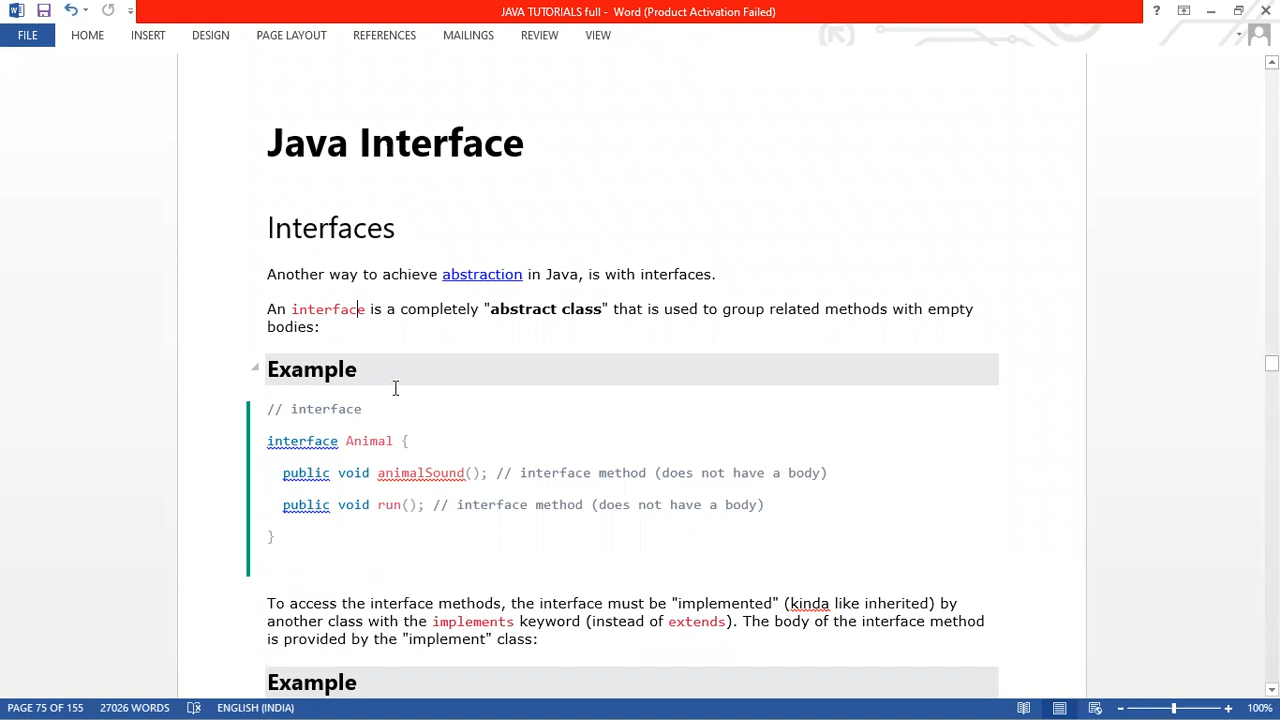 JAVA TUTORIALS full - Word (Product Activation Failed)
FILE HOME INSERT DESIGN PAGE LAYOUT REFERENCES MAILINGS REVIEW VIEW
Java Interface
Interfaces
Another way to achieve abstraction in Java, is with interfaces.
An interface is a completely "abstract class" that is used to group related methods with empty
bodies:
Example
// interface
interface Animal {
public void animalSound(); // interface method (does not have a body)
public void run(); // interface method (does not have a body)
}
To access the interface methods, the interface must be "implemented" (kinda like inherited) by
another class with the implements keyword (instead of extends). The body of the interface method
is provided by the "implement" class:
Example
PAGE 75 OF 155 27026 WORDS ENGLISH (INDIA) 100%